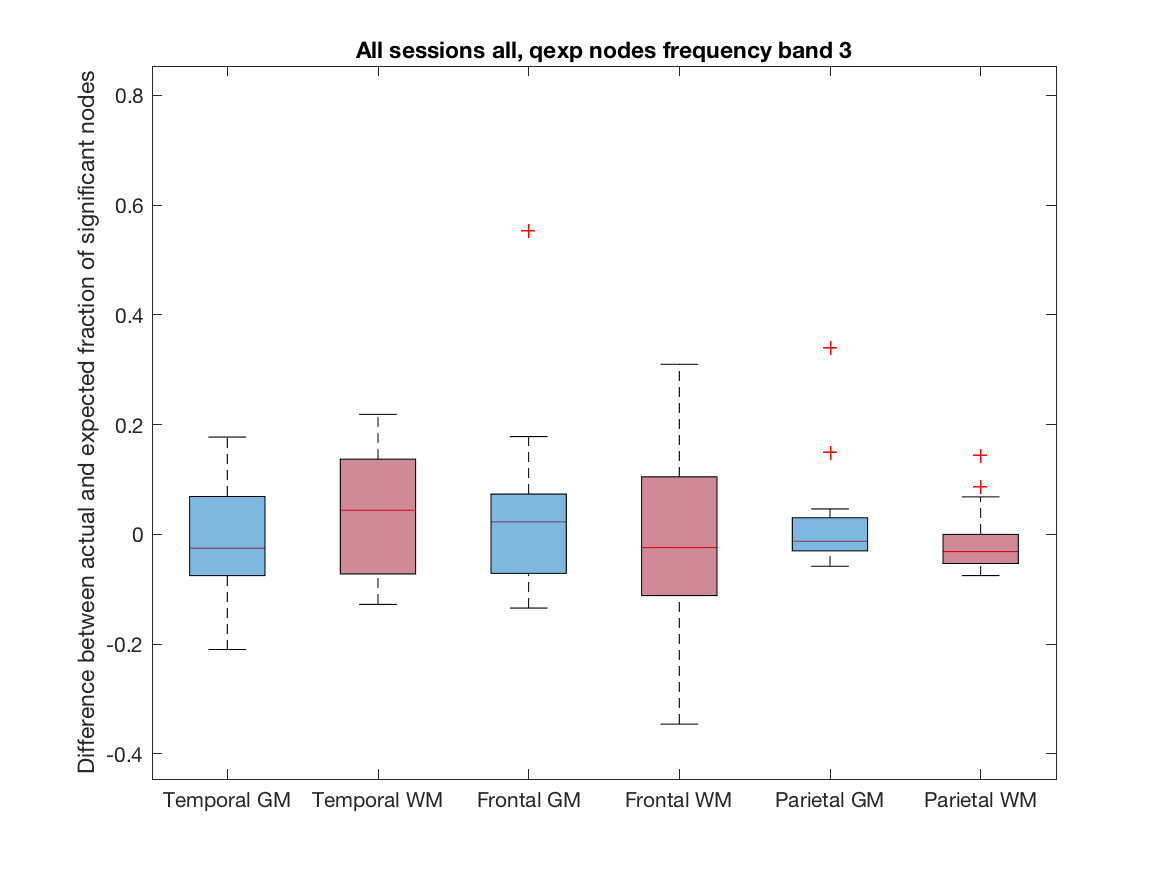 All sessions all, qexp nodes frequency band 3
Difference between actual and expected fraction of significant nodes
0.8
0.6
0.4
0.2
0
-0.2
-0.4
Temporal GM
Temporal WM
Frontal GM
Frontal WM
Parietal GM
Parietal WM